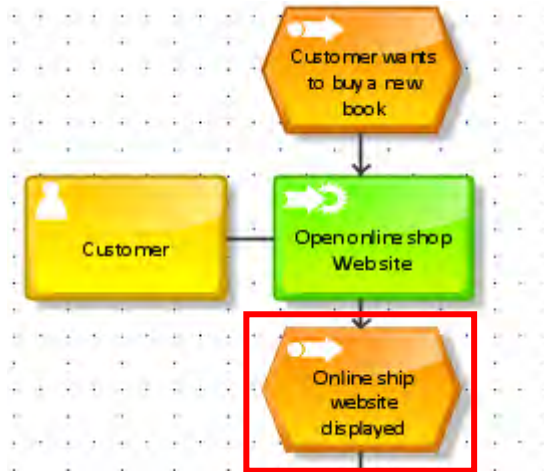 Customer wants
to buy a new
book
Customer
Open online shop
Website
Online ship
website
displayed